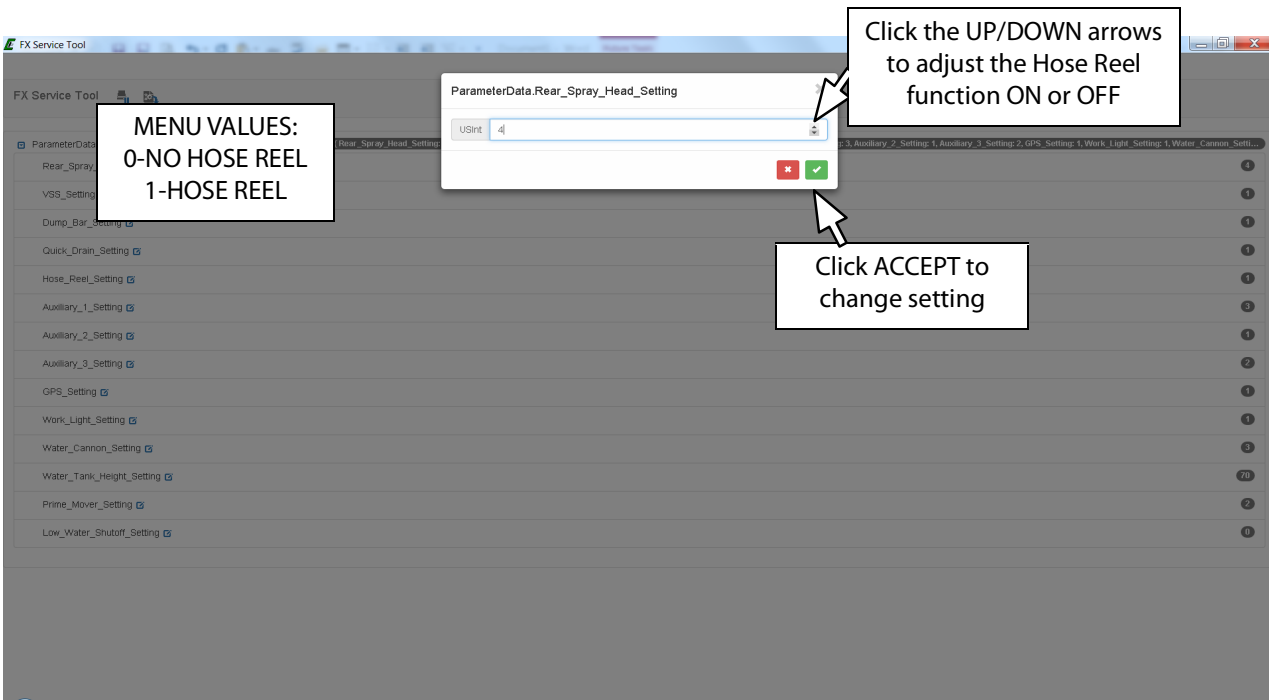 Click the UP/DOWN arrows
to adjust the Hose Reel
function ON or OFF
FX Service Tool
FX Service Tool
ParameterData.Rear_Spray_Head_Setting
USint 4
MENU VALUES:
0-NO HOSE REEL
1-HOSE REEL
Click ACCEPT to
change setting
ParameterData Rear_Spray_Head_Setting: 3, Auxiliary_2_Setting: 1, Auxiliary_3_Setting: 2, GPS_Setting: 1, Work_Light_Setting: 1, Water_Cannon_Setti...
Rear_Spray_ 4
VSS_Setting 1
Dump_Bar_Setting 1
Quick_Drain_Setting 1
Hose_Reel_Setting 1
Auxiliary_1_Setting 3
Auxiliary_2_Setting 1
Auxiliary_3_Setting 2
GPS_Setting 1
Work_Light_Setting 1
Water_Cannon_Setting 3
Water_Tank_Height_Setting 70
Prime_Mover_Setting 2
Low_Water_Shutoff_Setting 0